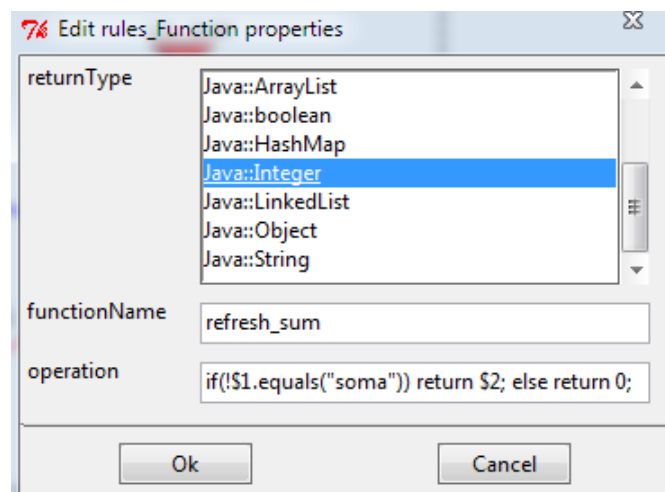 Edit rules_Function properties
returnType
Java::ArrayList
Java::boolean
Java::HashMap
Java::Integer
Java::LinkedList
Java::Object
Java::String
functionName
refresh_sum
operation
if(!$1.equals("soma")) return $2; else return 0;
Ok
Cancel